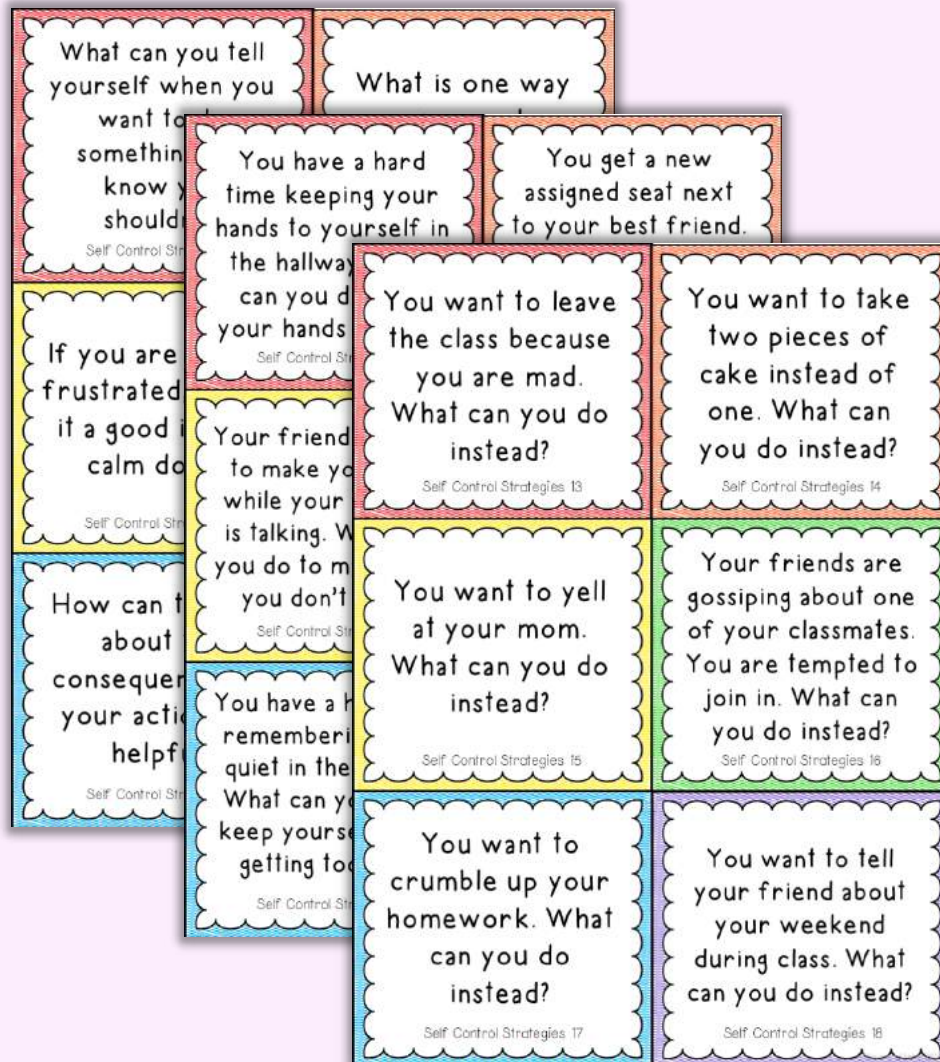 What can you tell
yourself when you
want to
somethin
know
should
Self Control Str
What is one way
If you are
frustrated
it a good
calm do
Self Control Str
How can t
about
consequen
your acti
helpf
Self Control Str
You have a hard
time keeping your
hands to yourself in
the hallway
can you d
your hands
Self Control Str
You get a new
assigned seat next
to your best friend.
Your friend
to make yo
while your
is talking. W
you do to m
you don't
Self Control Str
You have a h
rememberi
quiet in the
What can yo
keep yourse
getting too
Self Control Str
You want to leave
the class because
you are mad.
What can you do
instead?
Self Control Strategies 13
You want to take
two pieces of
cake instead of
one. What can
you do instead?
Self Control Strategies 14
You want to yell
at your mom.
What can you do
instead?
Self Control Strategies 15
Your friends are
gossiping about one
of your classmates.
You are tempted to
join in. What can
you do instead?
Self Control Strategies 16
You want to
crumble up your
homework. What
can you do
instead?
Self Control Strategies 17
You want to tell
your friend about
your weekend
during class. What
can you do instead?
Self Control Strategies 18